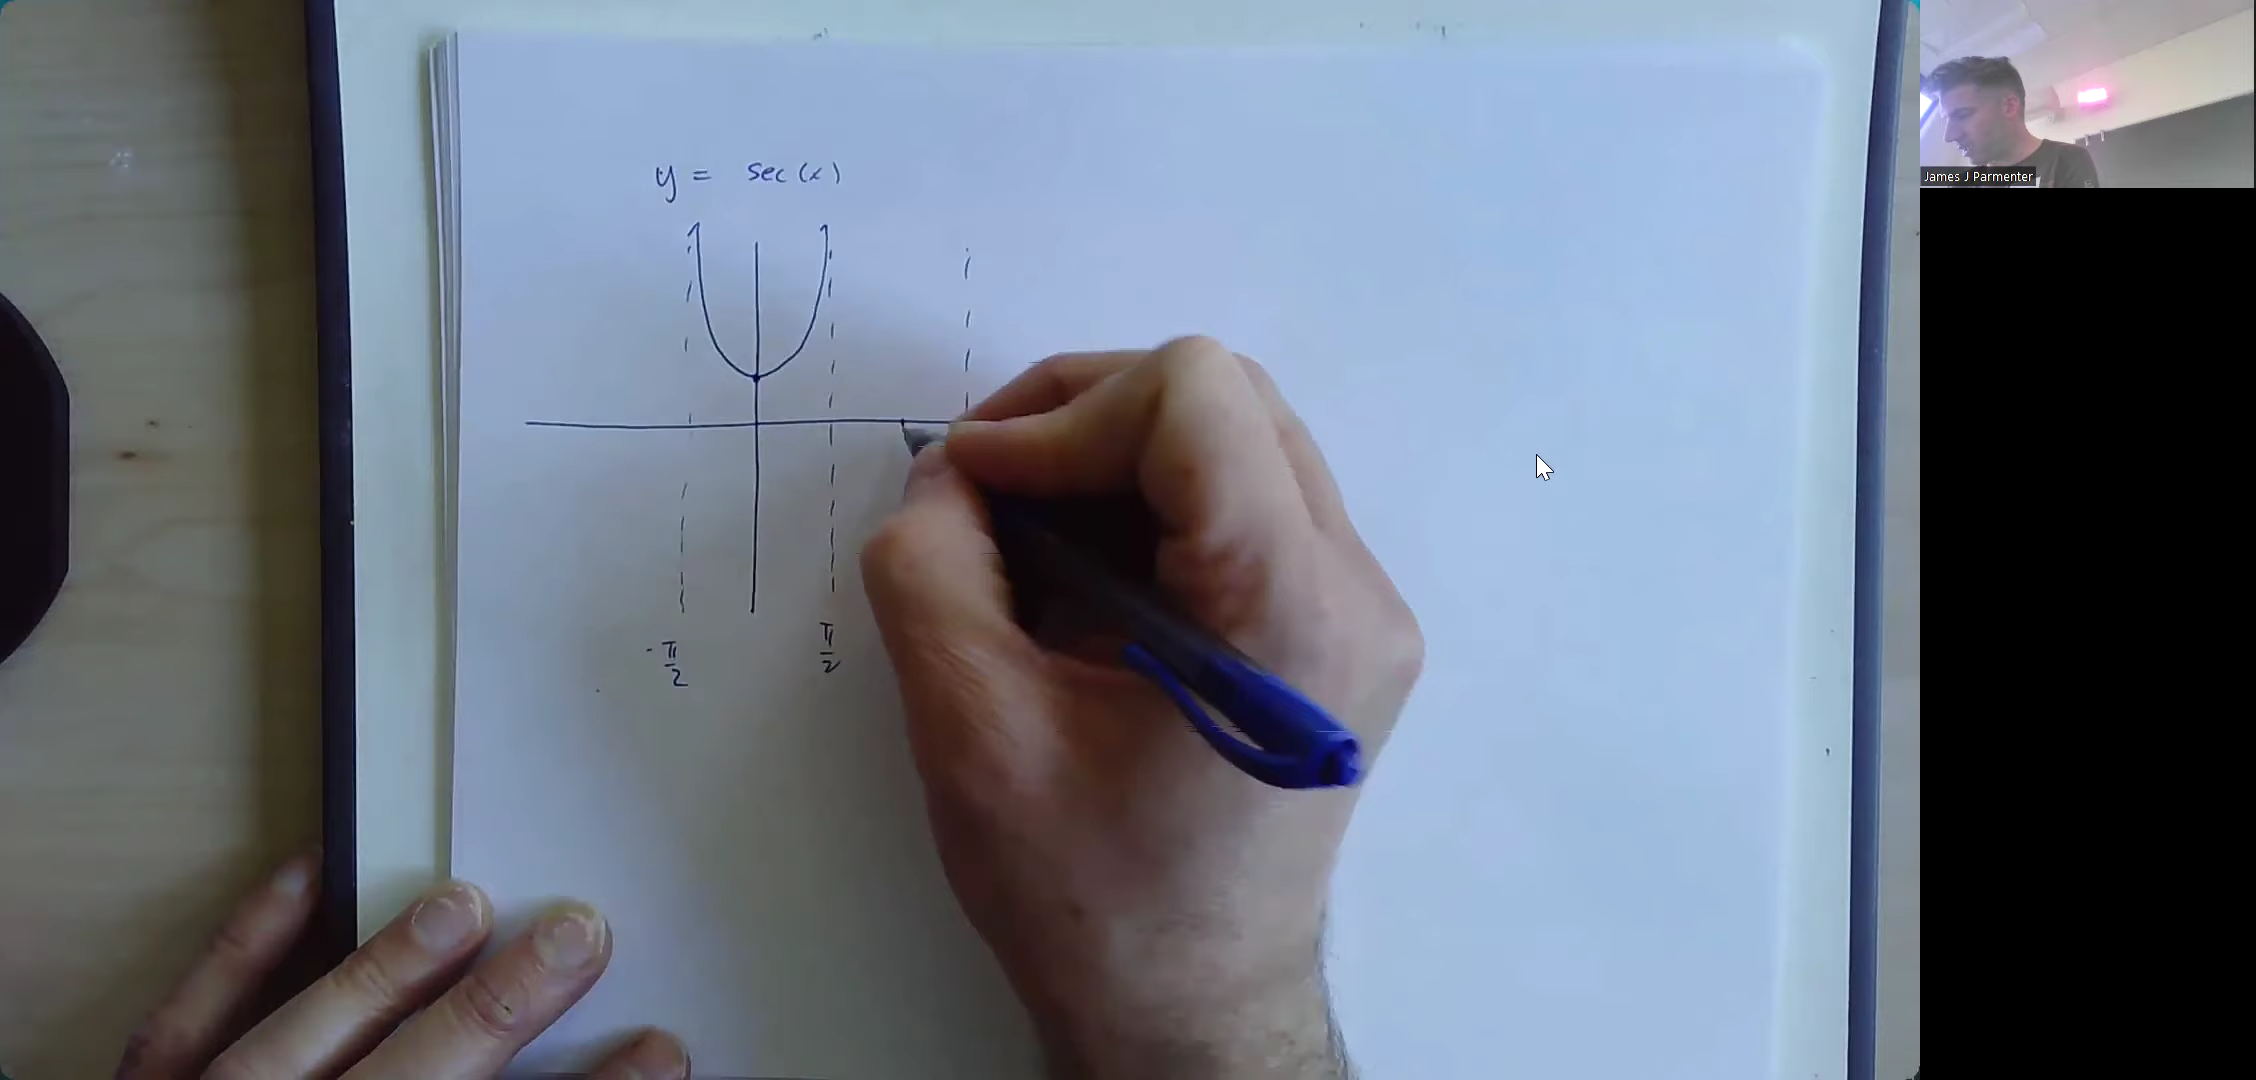 y = sec (x)
James J Parmenter
-π/2
π/2